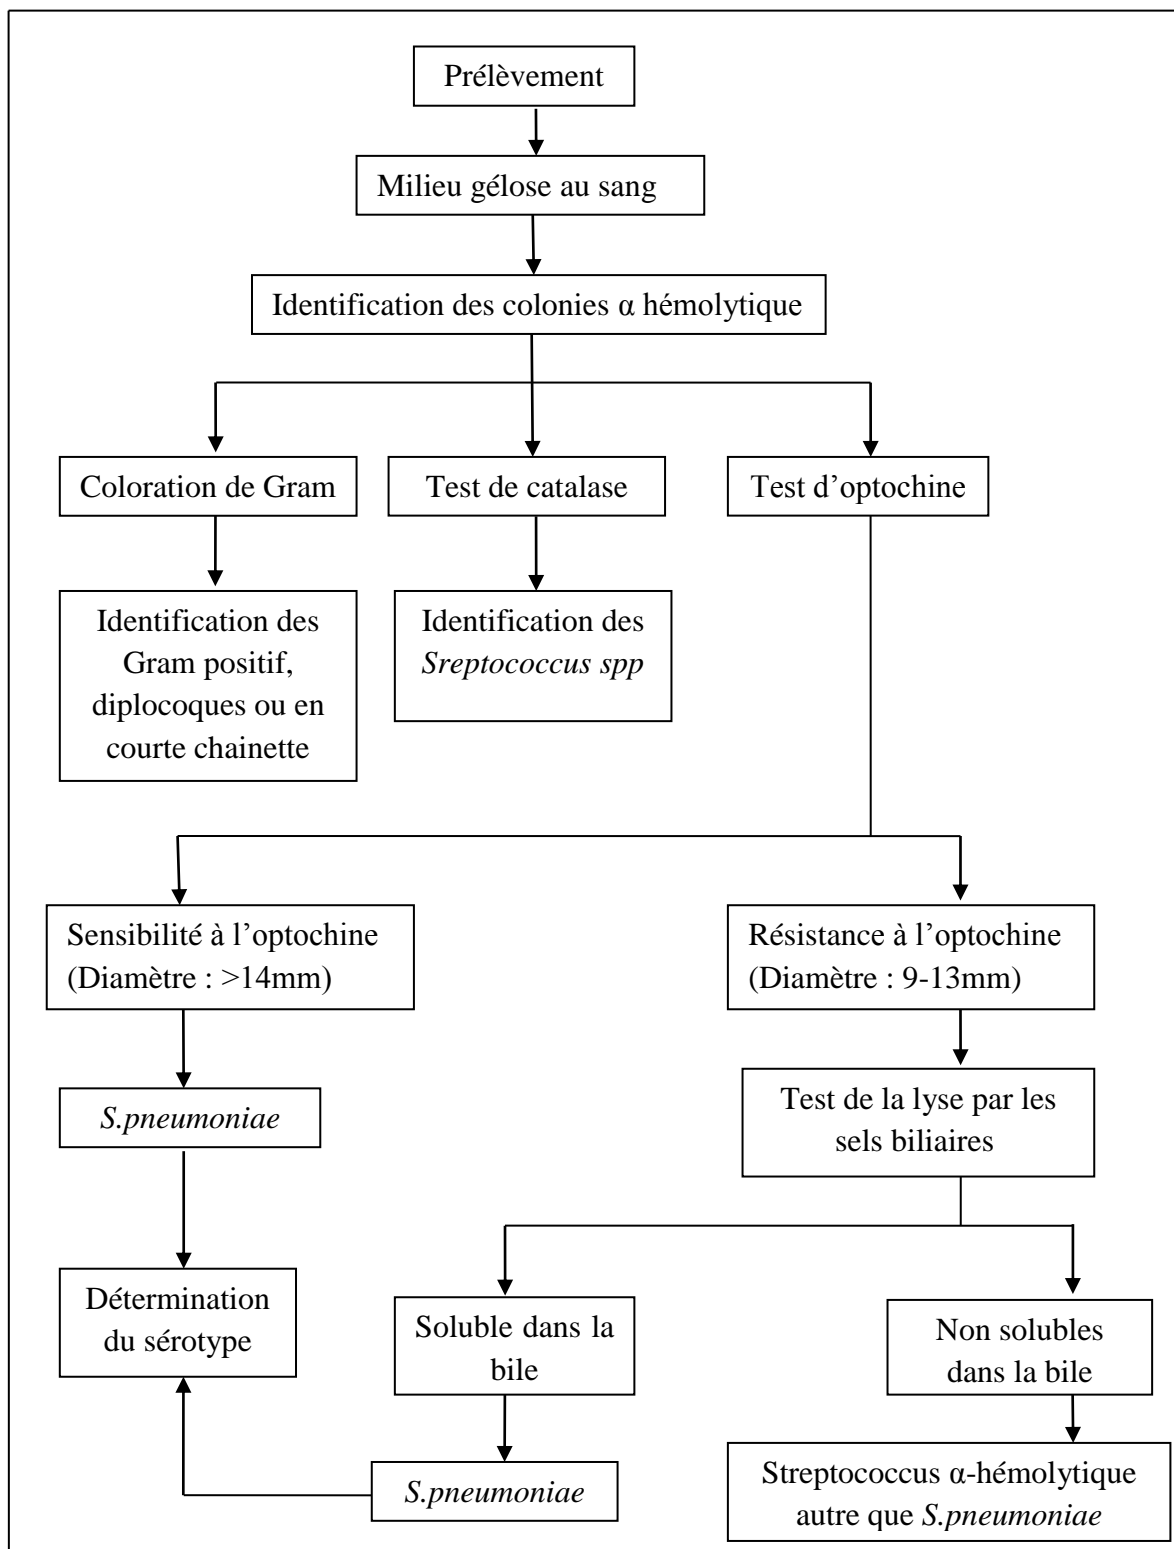 Prélèvement
Milieu gélose au sang
Identification des colonies α hémolytique
Coloration de Gram
Test de catalase
Test d’optochine
Identification des
Gram positif,
diplocoques ou en
courte chainette
Identification des
Sreptococcus spp
Sensibilité à l’optochine
(Diamètre : >14mm)
Résistance à l’optochine
(Diamètre : 9-13mm)
S.pneumoniae
Test de la lyse par les
sels biliaires
Détermination
du sérotype
Soluble dans la
bile
Non solubles
dans la bile
S.pneumoniae
Streptococcus α-hémolytique
autre que S.pneumoniae